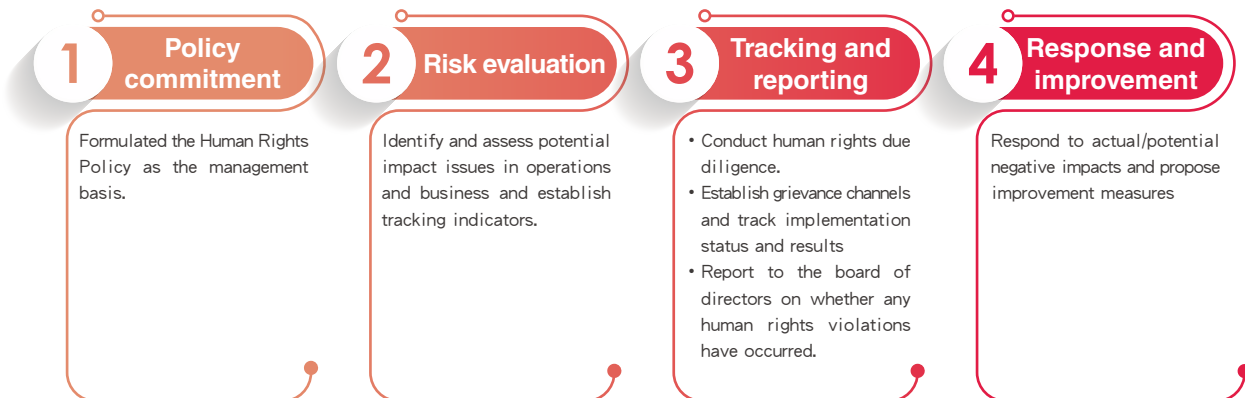 1
Policy
commitment
Formulated the Human Rights
Policy as the management
basis.
2
Risk evaluation
Identify and assess potential
impact issues in operations
and business and establish
tracking indicators.
3
Tracking and
reporting
• Conduct human rights due
diligence.
• Establish grievance channels
and track implementation
status and results
• Report to the board of
directors on whether any
human rights violations
have occurred.
4
Response and
improvement
Respond to actual/potential
negative impacts and propose
improvement measures